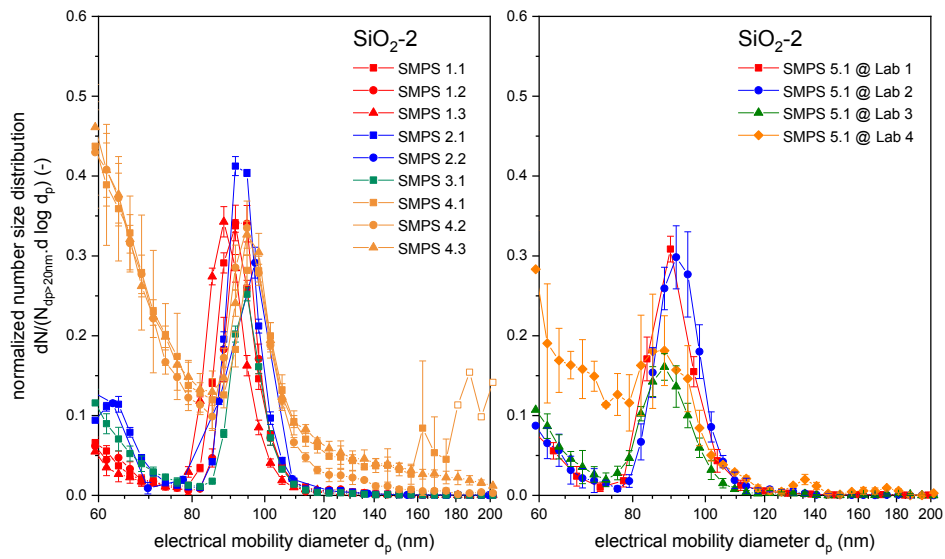 normalized number size distribution
dN/(N_dp>20nm·d log d_p) (-)
0.6
0.5
0.4
0.3
0.2
0.1
0.0
SiO₂-2
SMPS 1.1
SMPS 1.2
SMPS 1.3
SMPS 2.1
SMPS 2.2
SMPS 3.1
SMPS 4.1
SMPS 4.2
SMPS 4.3
60
80
100
120
140
160
180
200
electrical mobility diameter d_p (nm)
0.6
0.5
0.4
0.3
0.2
0.1
0.0
SiO₂-2
SMPS 5.1 @ Lab 1
SMPS 5.1 @ Lab 2
SMPS 5.1 @ Lab 3
SMPS 5.1 @ Lab 4
60
80
100
120
140
160
180
200
electrical mobility diameter d_p (nm)